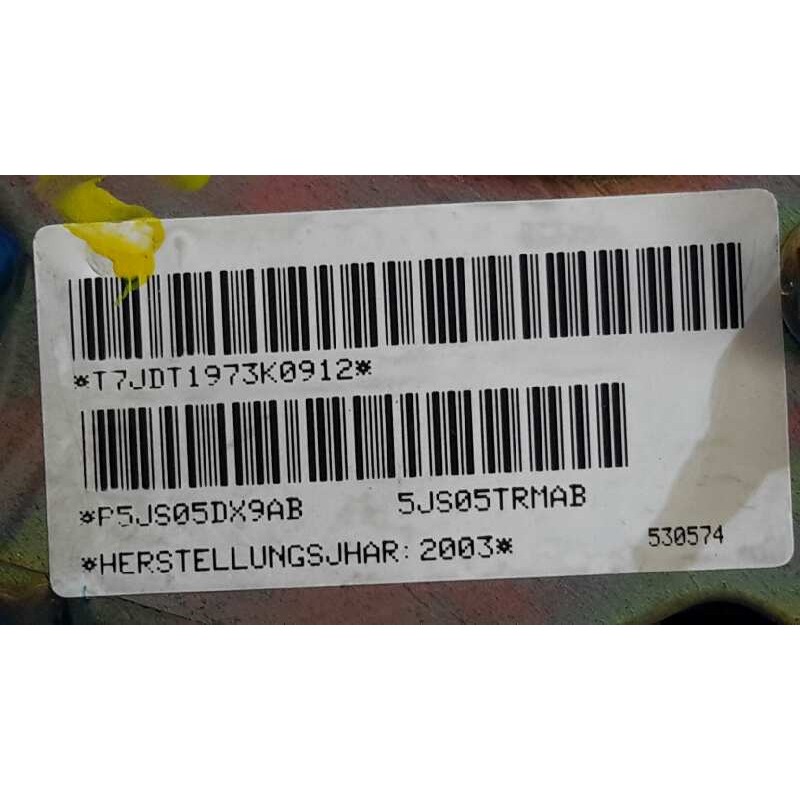 *T7JDT1973K0912*
*P5JS05DX9AB 5JS05TRMAB
*HERSTELLUNGSJHAR: 2003*
530574